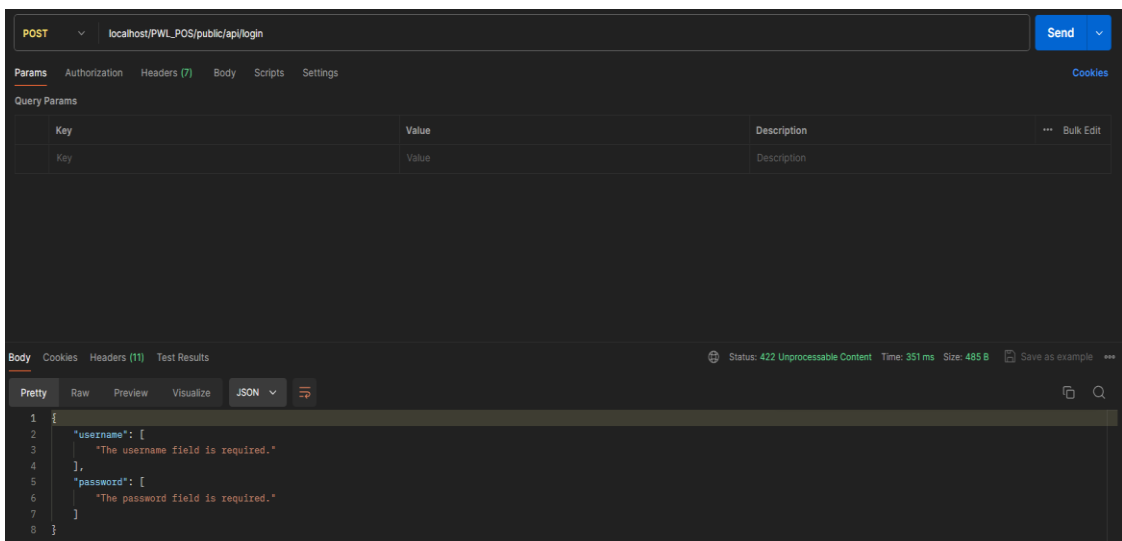 POST localhost/PWL_POS/public/api/login Send
Params Authorization Headers (7) Body Scripts Settings Cookies
Query Params
Key Value Description ••• Bulk Edit
Key Value Description
Body Cookies Headers (11) Test Results Status: 422 Unprocessable Content Time: 351 ms Size: 485 B Save as example •••
Pretty Raw Preview Visualize JSON
1 {
2 "username": [
3 "The username field is required."
4 ],
5 "password": [
6 "The password field is required."
7 ]
8 }